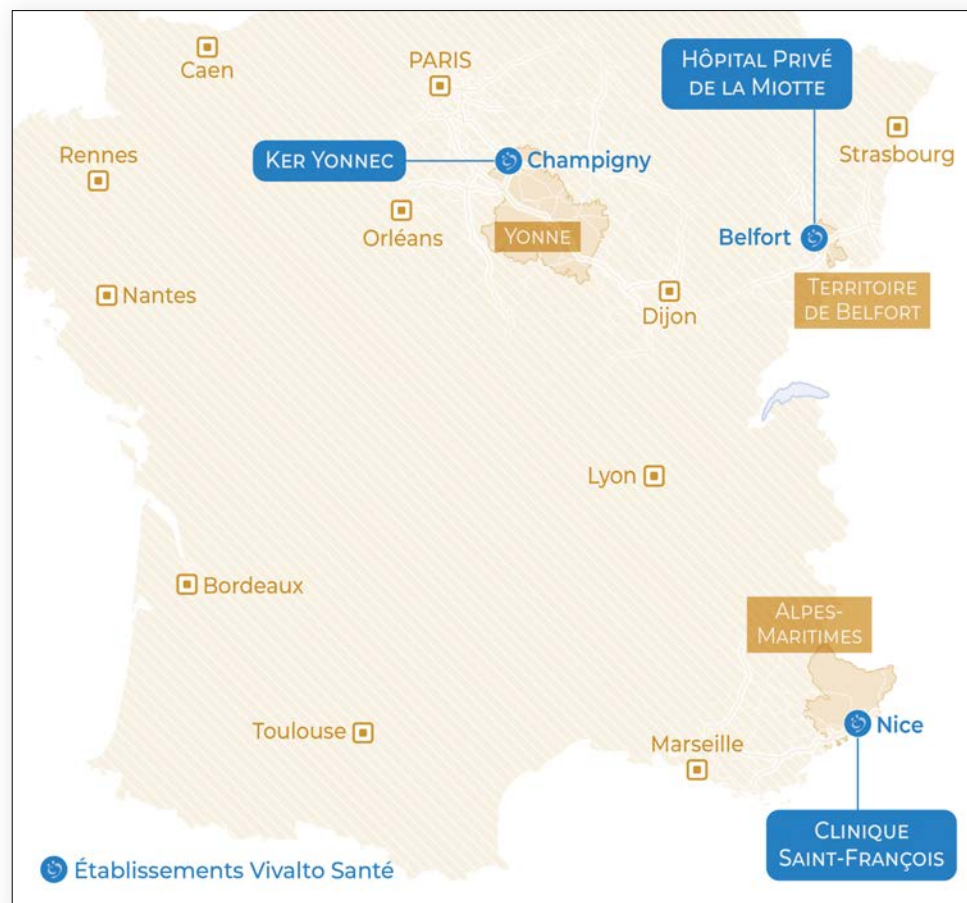 Caen
PARIS
HÔPITAL PRIVÉ
DE LA MIOTTE
Rennes
KER YONNEC
Champigny
Strasbourg
Orléans
YONNE
Belfort
Nantes
Dijon
TERRITOIRE
DE BELFORT
Lyon
Bordeaux
ALPES-
MARITIMES
Toulouse
Marseille
Nice
CLINIQUE
SAINT-FRANÇOIS
Établissements Vivalto Santé